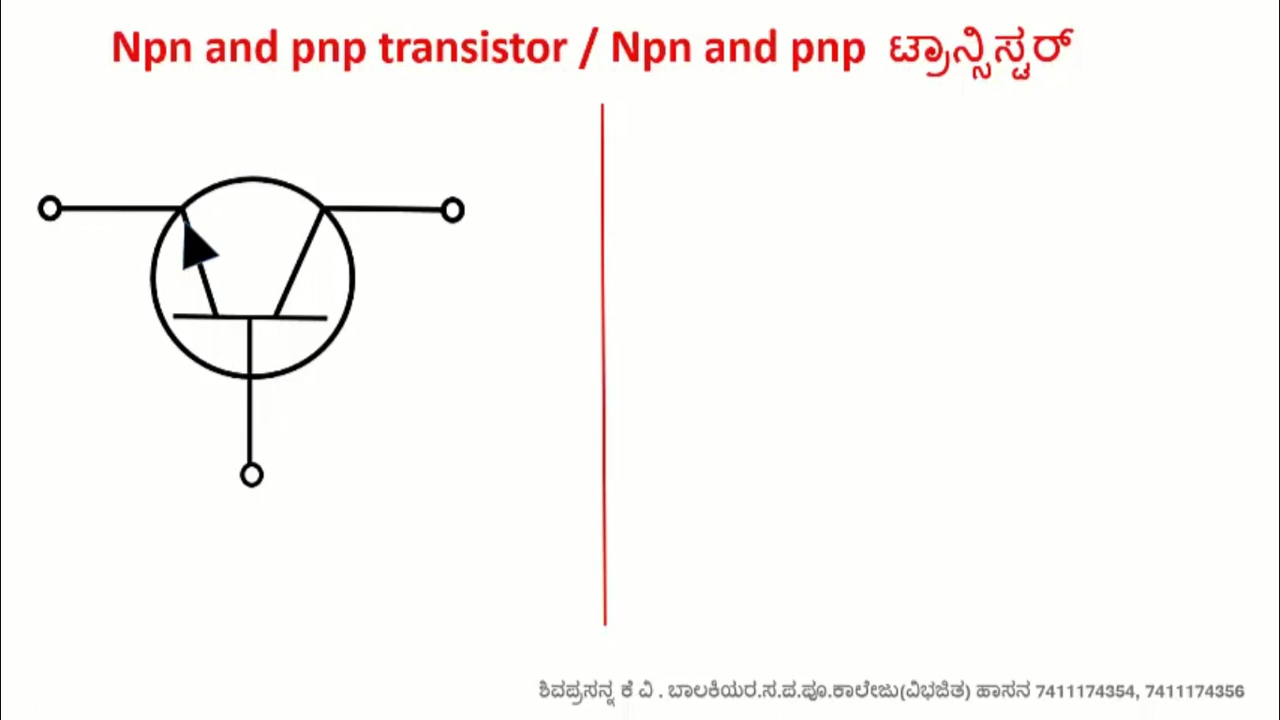 Npn and pnp transistor / Npn and pnp ಟ್ರಾನ್ಸಿಸ್ಟರ್
ಶಿವಪ್ರಸನ್ನ ಕೆ ವಿ . ಬಾಲಕಿಯರ.ಸ.ಪ.ಪೂ.ಕಾಲೇಜು(ವಿಭಜಿತ) ಹಾಸನ 7411174354, 7411174356